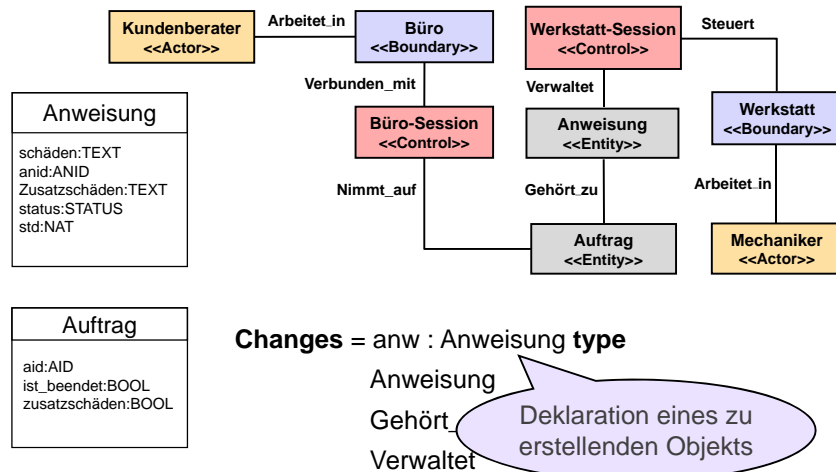 Kundenberater
<<Actor>>
Arbeitet_in
Büro
<<Boundary>>
Werkstatt-Session
<<Control>>
Steuert
Verbunden_mit
Verwaltet
Anweisung
schäden:TEXT
anid:ANID
Zusatzschäden:TEXT
status:STATUS
std:NAT
Büro-Session
<<Control>>
Anweisung
<<Entity>>
Werkstatt
<<Boundary>>
Nimmt_auf
Gehört_zu
Arbeitet_in
Auftrag
<<Entity>>
Mechaniker
<<Actor>>
Auftrag
aid:AID
ist_beendet:BOOL
zusatzschäden:BOOL
Changes = anw : Anweisung type
Anweisung
Gehört_
Verwaltet
Deklaration eines zu
erstellenden Objekts